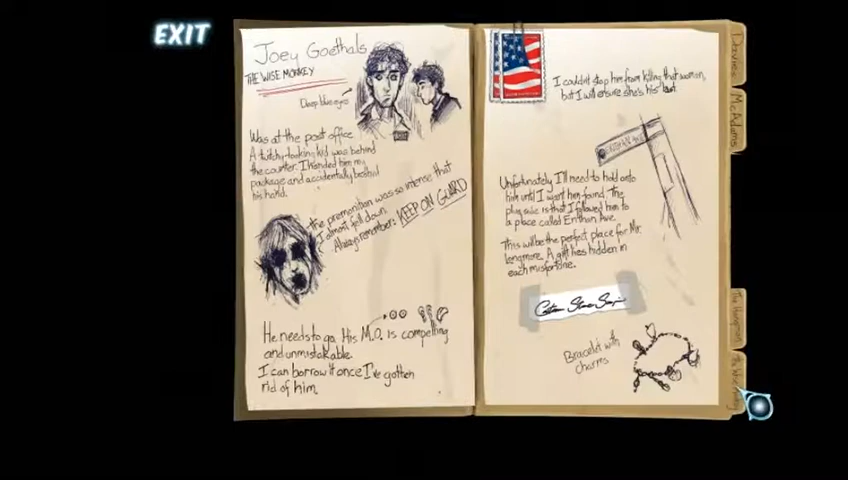 EXIT
Joey Goethals
THE WISE MONKEY
Deep blue eyes
Was at the post office
A twitchy-looking kid was behind
the counter. I handed him my
package and accidentally brushed
his hand.
The premonition was so intense that
I almost fell down.
Always remember: KEEP ON GUARD
He needs to go. His M.O. is compelling
and unmistakable.
I can borrow it once I've gotten
rid of him.
I couldn't stop him from killing that woman,
but I will ensure she's his last.
Unfortunately I'll need to hold onto
him until I want him found. The
plus side is that I followed him to
a place called
This will be the perfect place for Mr.
Langmore. A gift lies hidden in
each misfortune.
Bracelet with
charms
Davies
McAdams
The Hangman